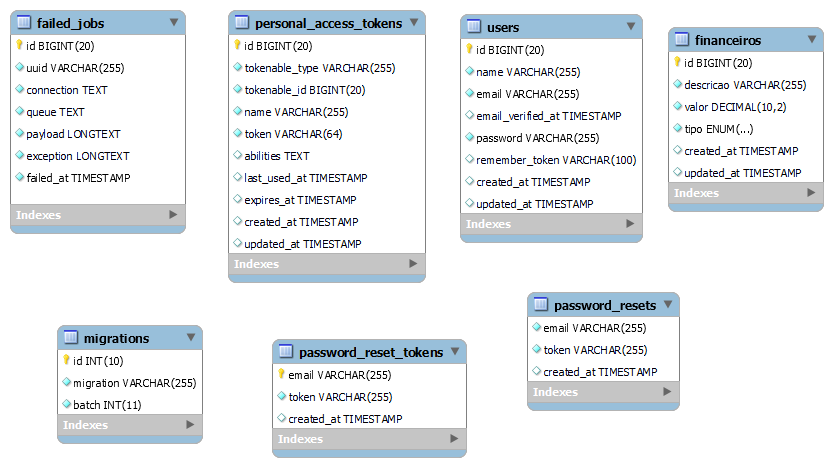 failed_jobs
id BIGINT(20)
uuid VARCHAR(255)
connection TEXT
queue TEXT
payload LONGTEXT
exception LONGTEXT
failed_at TIMESTAMP
Indexes
personal_access_tokens
id BIGINT(20)
tokenable_type VARCHAR(255)
tokenable_id BIGINT(20)
name VARCHAR(255)
token VARCHAR(64)
abilities TEXT
last_used_at TIMESTAMP
expires_at TIMESTAMP
created_at TIMESTAMP
updated_at TIMESTAMP
Indexes
users
id BIGINT(20)
name VARCHAR(255)
email VARCHAR(255)
email_verified_at TIMESTAMP
password VARCHAR(255)
remember_token VARCHAR(100)
created_at TIMESTAMP
updated_at TIMESTAMP
Indexes
financeiros
id BIGINT(20)
descricao VARCHAR(255)
valor DECIMAL(10,2)
tipo ENUM(...)
created_at TIMESTAMP
updated_at TIMESTAMP
Indexes
migrations
id INT(10)
migration VARCHAR(255)
batch INT(11)
Indexes
password_reset_tokens
email VARCHAR(255)
token VARCHAR(255)
created_at TIMESTAMP
Indexes
password_resets
email VARCHAR(255)
token VARCHAR(255)
created_at TIMESTAMP
Indexes